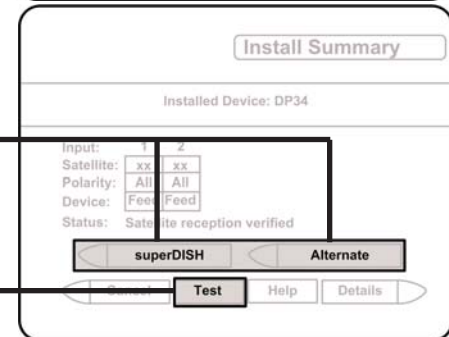 Install Summary
Installed Device: DP34
Input: 1 2
Satellite: xx xx
Polarity: All All
Device: Feed Feed
Status: Satellite reception verified
superDISH Alternate
Cancel Test Help Details